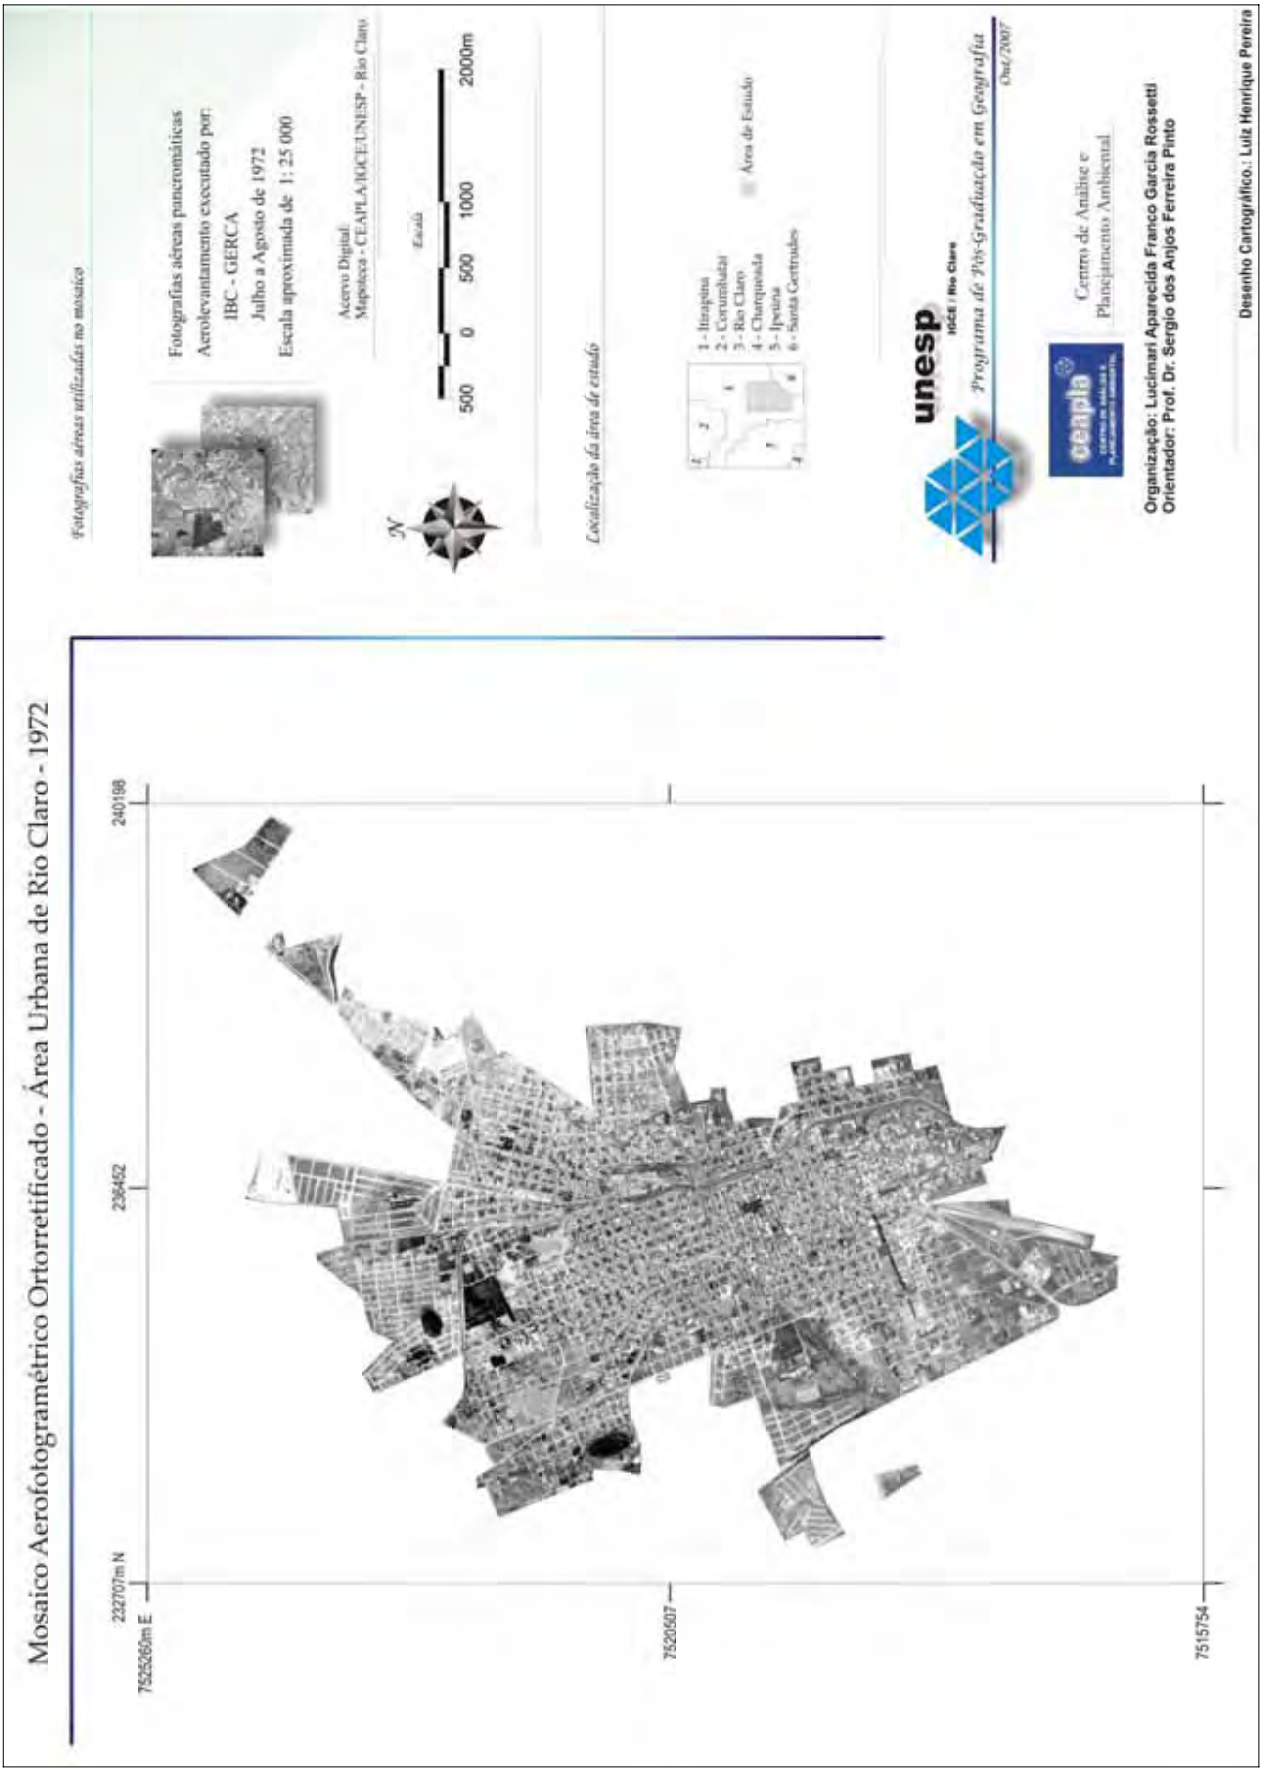 Mosaico Aerofotogramétrico Ortorretificado - Área Urbana de Rio Claro - 1972
232707m N
236452
240198
7525260m E
7520507
7515754
Fotografias aéreas utilizadas no mosaico
Fotografias aéreas pancromáticas
Aerolevantamento executado por:
IBC - GERCA
Julho a Agosto de 1972
Escala aproximada de 1: 25 000
Acervo Digital:
Mapoteca - CEAPLA/IGCE/UNESP - Rio Claro
N
Escala
500 0 500 1000 2000m
Localização da área de estudo
1 - Itirapina
2 - Corumbataí
3 - Rio Claro
4 - Charqueada
5 - Ipeúna
6 - Santa Gertrudes
Área de Estudo
unesp
IGCE / Rio Claro
Programa de Pós-Graduação em Geografia
Out/2007
ceapla
CENTRO DE ANÁLISE E
PLANEJAMENTO AMBIENTAL
Centro de Análise e
Planejamento Ambiental
Organização: Lucimari Aparecida Franco Garcia Rossetti
Orientador: Prof. Dr. Sergio dos Anjos Ferreira Pinto
Desenho Cartográfico.: Luiz Henrique Pereira